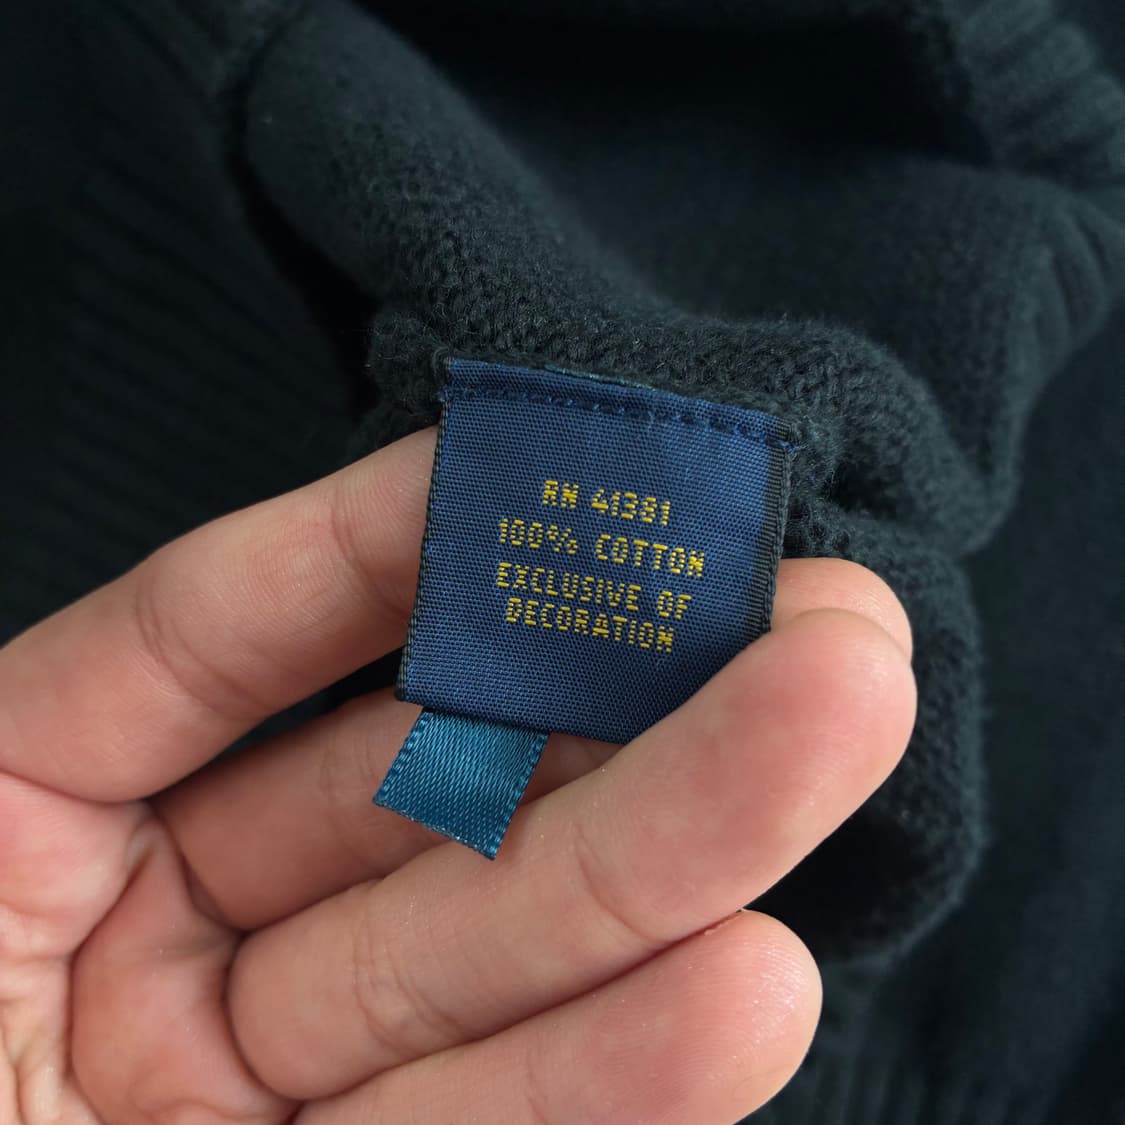 RN 41381
100% COTTON
EXCLUSIVE OF
DECORATION